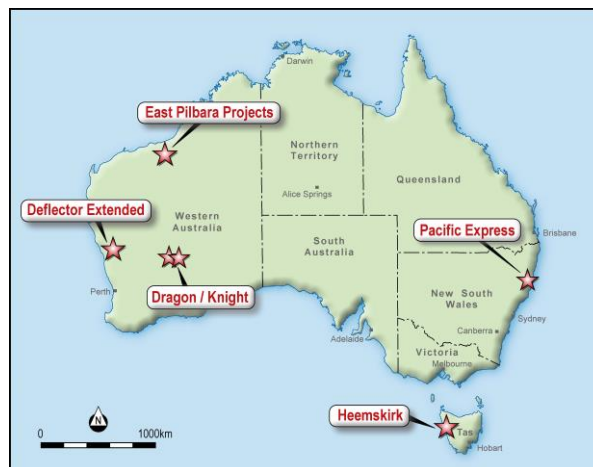 Darwin
East Pilbara Projects
Northern
Territory
Queensland
Alice Springs
Deflector Extended
Western
Australia
South
Australia
Pacific Express
Brisbane
Perth
Dragon / Knight
New South
Wales
Sydney
Canberra
Adelaide
Victoria
Melbourne
Heemskirk
Tas
Hobart
N
0
1000km